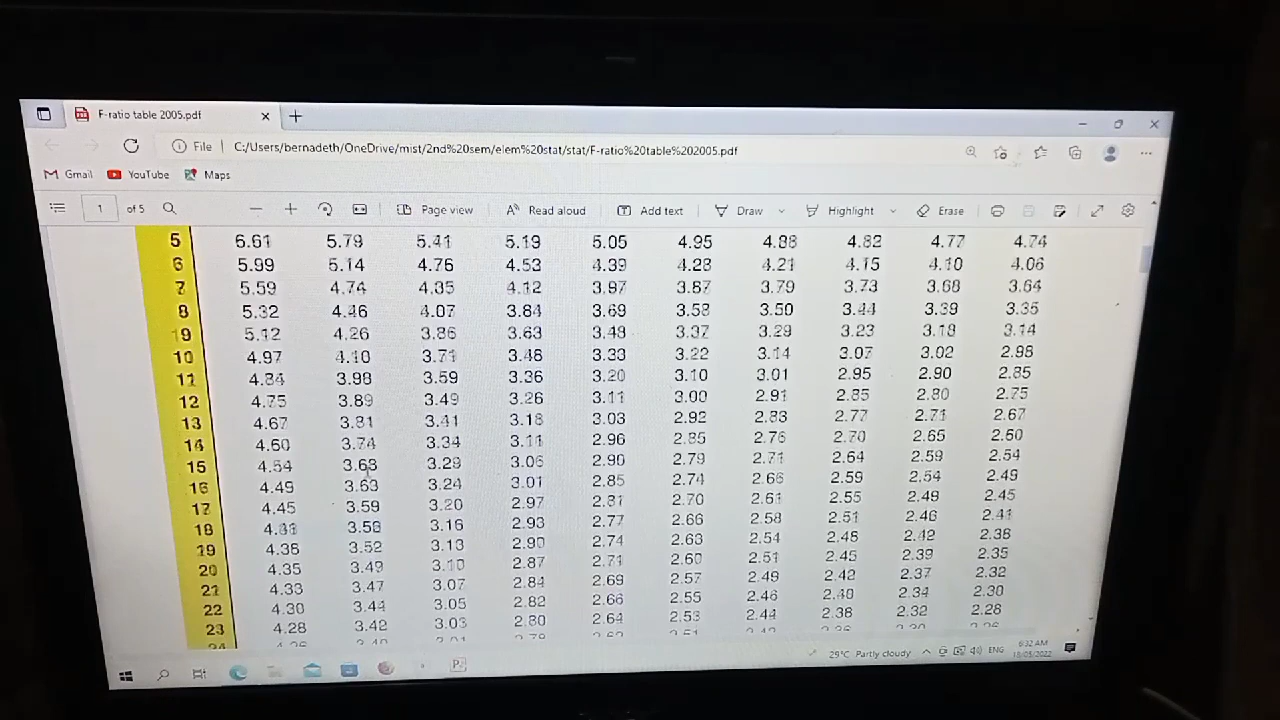 F-ratio table 2005.pdf
File | C:/Users/bernadeth/OneDrive/mist/2nd%20sem/elem%20stat/stat/F-ratio%20table%202005.pdf
Gmail YouTube Maps
1 of 5 Page view Read aloud Add text Draw Highlight Erase
5 6.61 5.79 5.41 5.19 5.05 4.95 4.88 4.82 4.77 4.74
6 5.99 5.14 4.76 4.53 4.39 4.28 4.21 4.15 4.10 4.06
7 5.59 4.74 4.35 4.12 3.97 3.87 3.79 3.73 3.68 3.64
8 5.32 4.46 4.07 3.84 3.69 3.58 3.50 3.44 3.39 3.35
19 5.12 4.26 3.86 3.63 3.48 3.37 3.29 3.23 3.18 3.14
10 4.97 4.10 3.71 3.48 3.33 3.22 3.14 3.07 3.02 2.98
11 4.84 3.98 3.59 3.36 3.20 3.10 3.01 2.95 2.90 2.85
12 4.75 3.89 3.49 3.26 3.11 3.00 2.91 2.85 2.80 2.75
13 4.67 3.81 3.41 3.18 3.03 2.92 2.83 2.77 2.71 2.67
14 4.60 3.74 3.34 3.11 2.96 2.85 2.76 2.70 2.65 2.60
15 4.54 3.29 3.06 2.90 2.79 2.71 2.64 2.59 2.54
16 4.49 3.63 3.24 3.01 2.85 2.74 2.66 2.59 2.54 2.49
17 4.45 3.59 3.20 2.97 2.81 2.70 2.61 2.55 2.49 2.45
18 3.56 3.16 2.93 2.77 2.66 2.58 2.51 2.46 2.41
19 4.38 3.52 3.13 2.90 2.74 2.63 2.54 2.48 2.42 2.38
20 4.35 3.49 3.10 2.87 2.71 2.60 2.51 2.45 2.39 2.35
21 4.33 3.47 3.07 2.84 2.69 2.57 2.49 2.42 2.37 2.32
22 4.30 3.44 3.05 2.82 2.66 2.55 2.46 2.40 2.34 2.30
23 4.28 3.42 3.03 2.80 2.64 2.53 2.44 2.38 2.32 2.28
29°C Partly cloudy ENG
6:32 AM